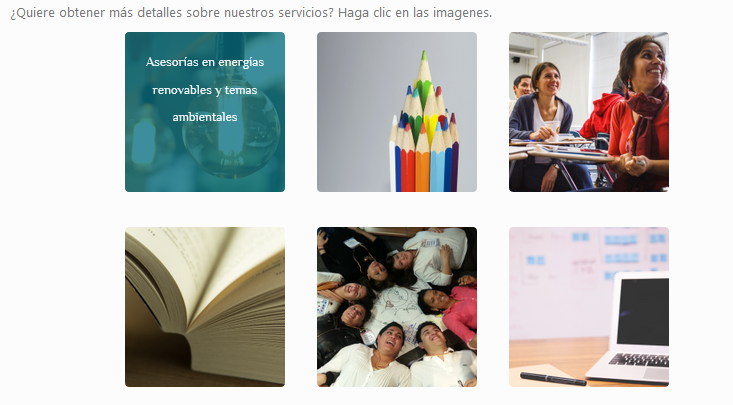 ¿Quiere obtener más detalles sobre nuestros servicios? Haga clic en las imagenes.
Asesorías en energías
renovables y temas
ambientales